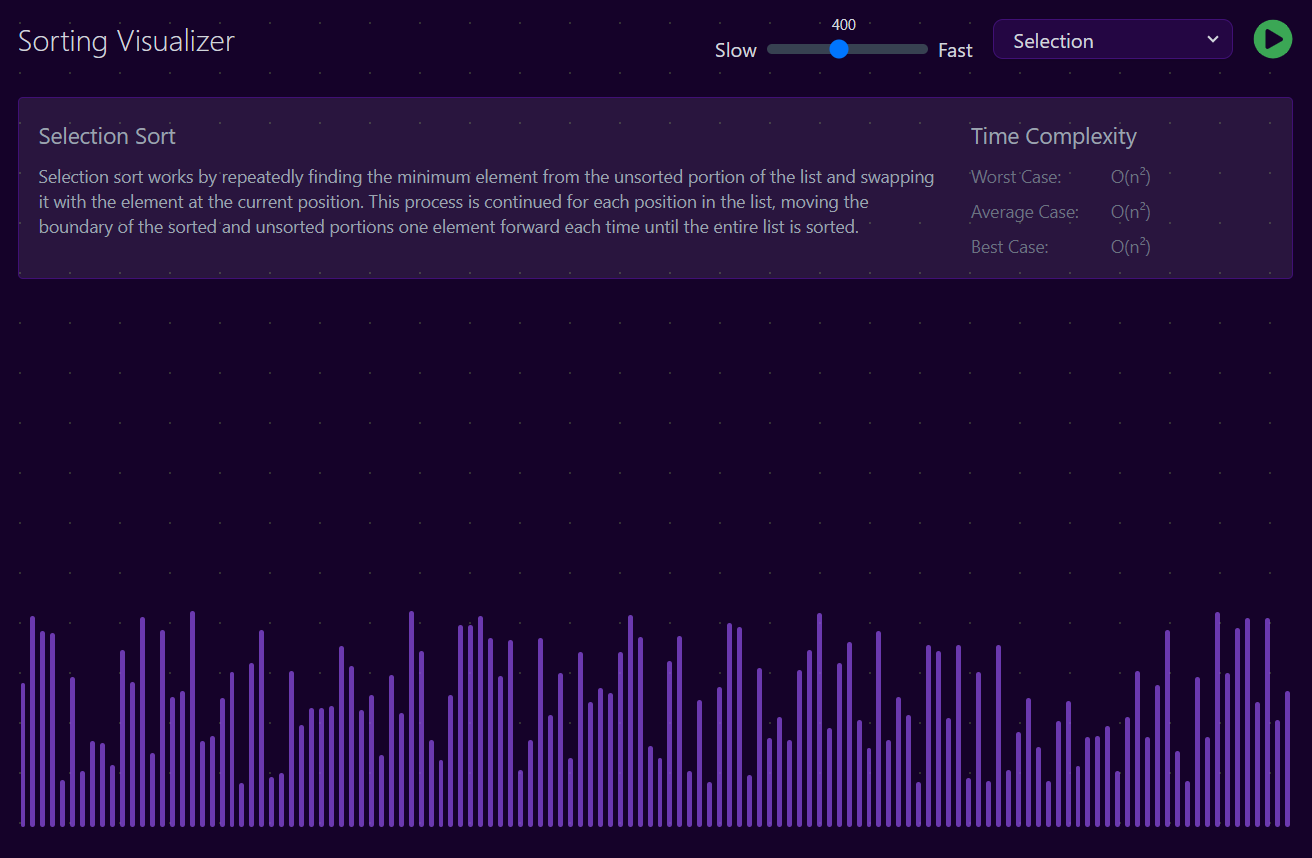 Sorting Visualizer
400
Slow Fast
Selection
Selection Sort
Selection sort works by repeatedly finding the minimum element from the unsorted portion of the list and swapping
it with the element at the current position. This process is continued for each position in the list, moving the
boundary of the sorted and unsorted portions one element forward each time until the entire list is sorted.
Time Complexity
Worst Case: O(n²)
Average Case: O(n²)
Best Case: O(n²)